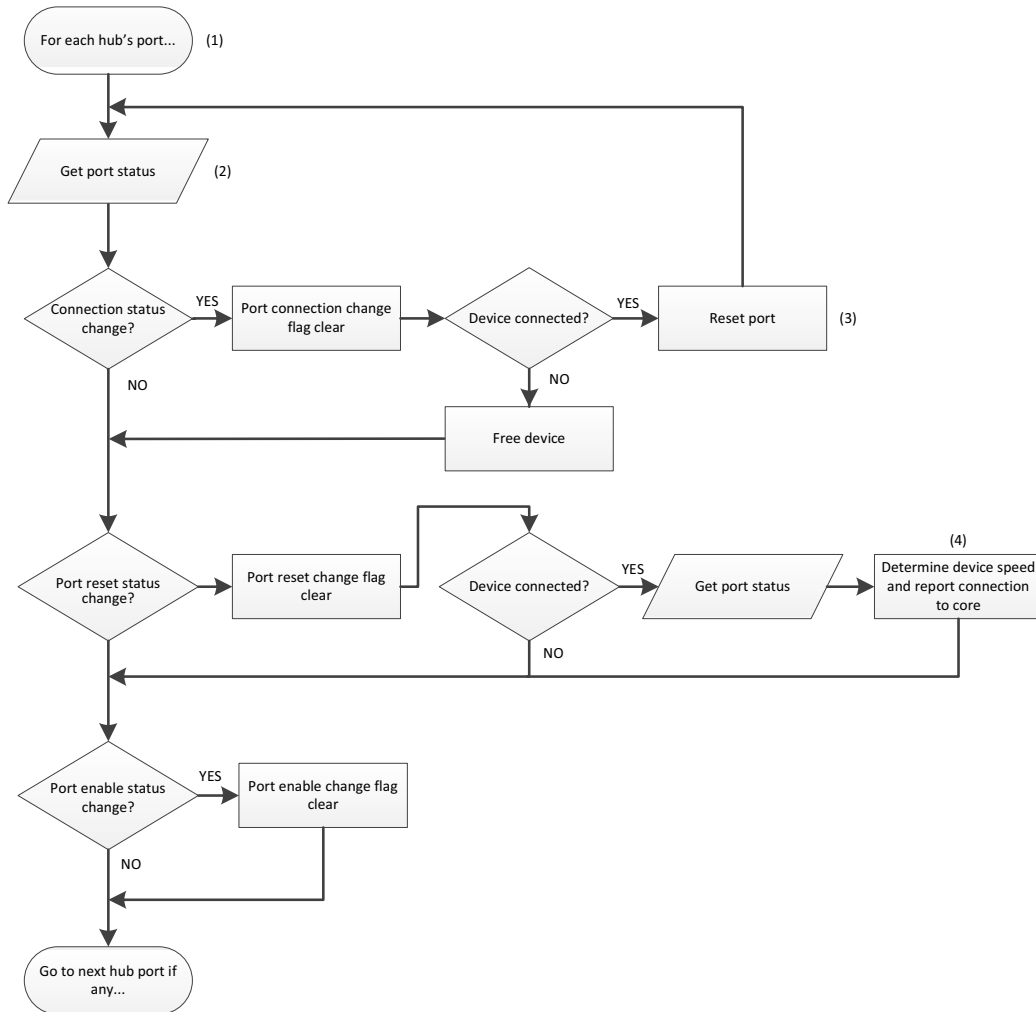 For each hub’s port...
(1)
Get port status
(2)
Connection status
change?
YES
Port connection change
flag clear
Device connected?
YES
Reset port
(3)
NO
NO
Free device
Port reset status
change?
Port reset change flag
clear
Device connected?
YES
Get port status
(4)
Determine device speed
and report connection
to core
NO
Port enable status
change?
YES
Port enable change flag
clear
NO
Go to next hub port if
any...